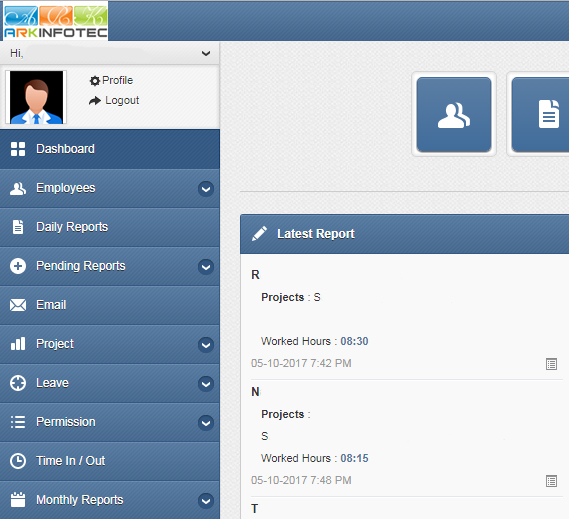 ARK
ARKINFOTEC
Hi,
Profile
Logout
Dashboard
Employees
Daily Reports
Pending Reports
Email
Project
Leave
Permission
Time In / Out
Monthly Reports
Latest Report
R
Projects : S
Worked Hours : 08:30
05-10-2017 7:42 PM
N
Projects :
S
Worked Hours : 08:15
05-10-2017 7:48 PM
T